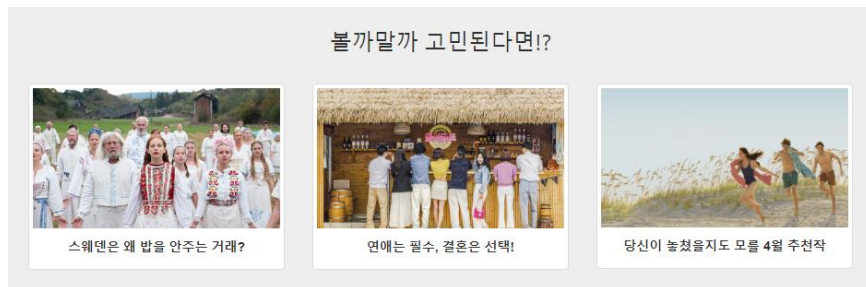 볼까말까 고민된다면!?
스웨덴은 왜 밥을 안주는 거래?
연애는 필수, 결혼은 선택!
당신이 놓쳤을지도 모를 4월 추천작